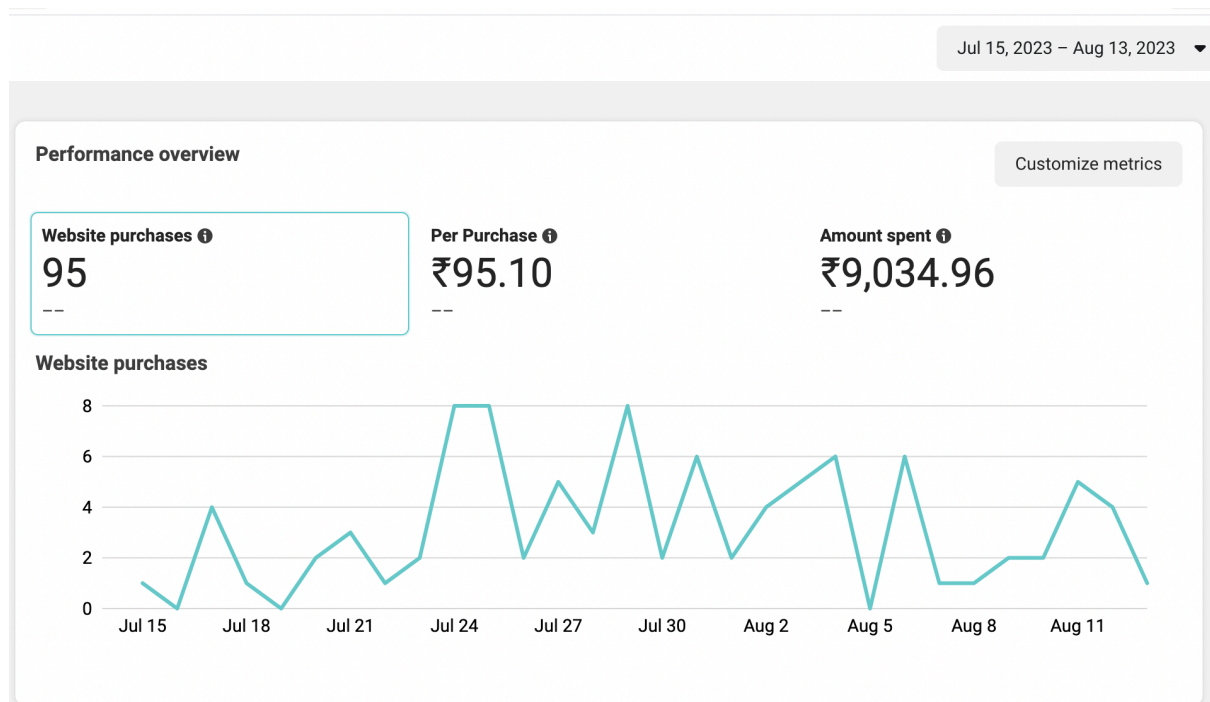 Jul 15, 2023 – Aug 13, 2023
Performance overview
Customize metrics
Website purchases
95
--
Per Purchase
₹95.10
--
Amount spent
₹9,034.96
--
Website purchases
8
6
4
2
0
Jul 15 Jul 18 Jul 21 Jul 24 Jul 27 Jul 30 Aug 2 Aug 5 Aug 8 Aug 11